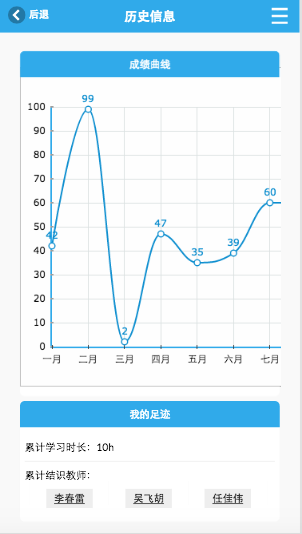 后退
历史信息
成绩曲线
100
90
80
70
60
50
40
30
20
10
0
42
99
2
47
35
39
60
一月 二月 三月 四月 五月 六月 七月
我的足迹
累计学习时长：10h
累计结识教师：
李春雷 吴飞胡 任佳伟